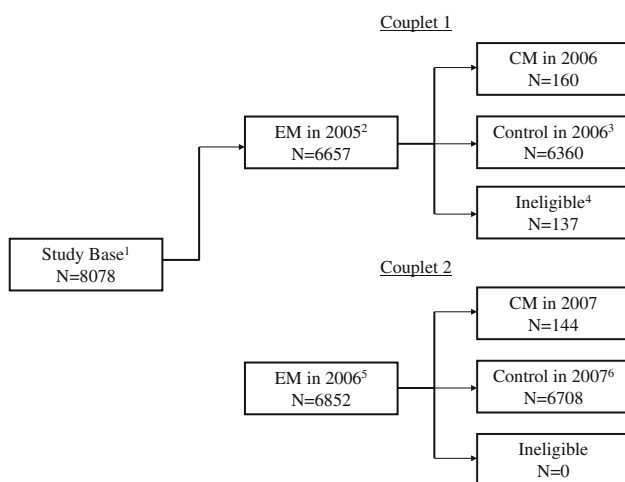 Couplet 1
CM in 2006
N=160
EM in 2005²
N=6657
Control in 2006³
N=6360
Ineligible⁴
N=137
Study Base¹
N=8078
Couplet 2
CM in 2007
N=144
EM in 2006⁵
N=6852
Control in 2007⁶
N=6708
Ineligible
N=0